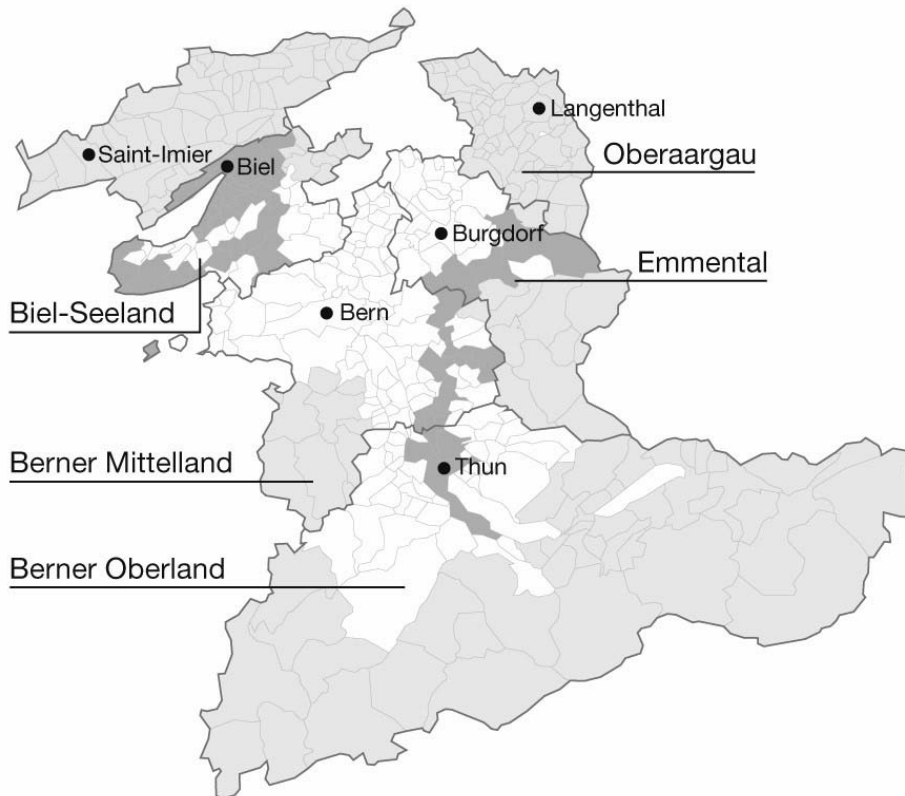 Langenthal
Saint-Imier
Oberaargau
Biel
Burgdorf
Emmental
Biel-Seeland
Bern
Berner Mittelland
Thun
Berner Oberland